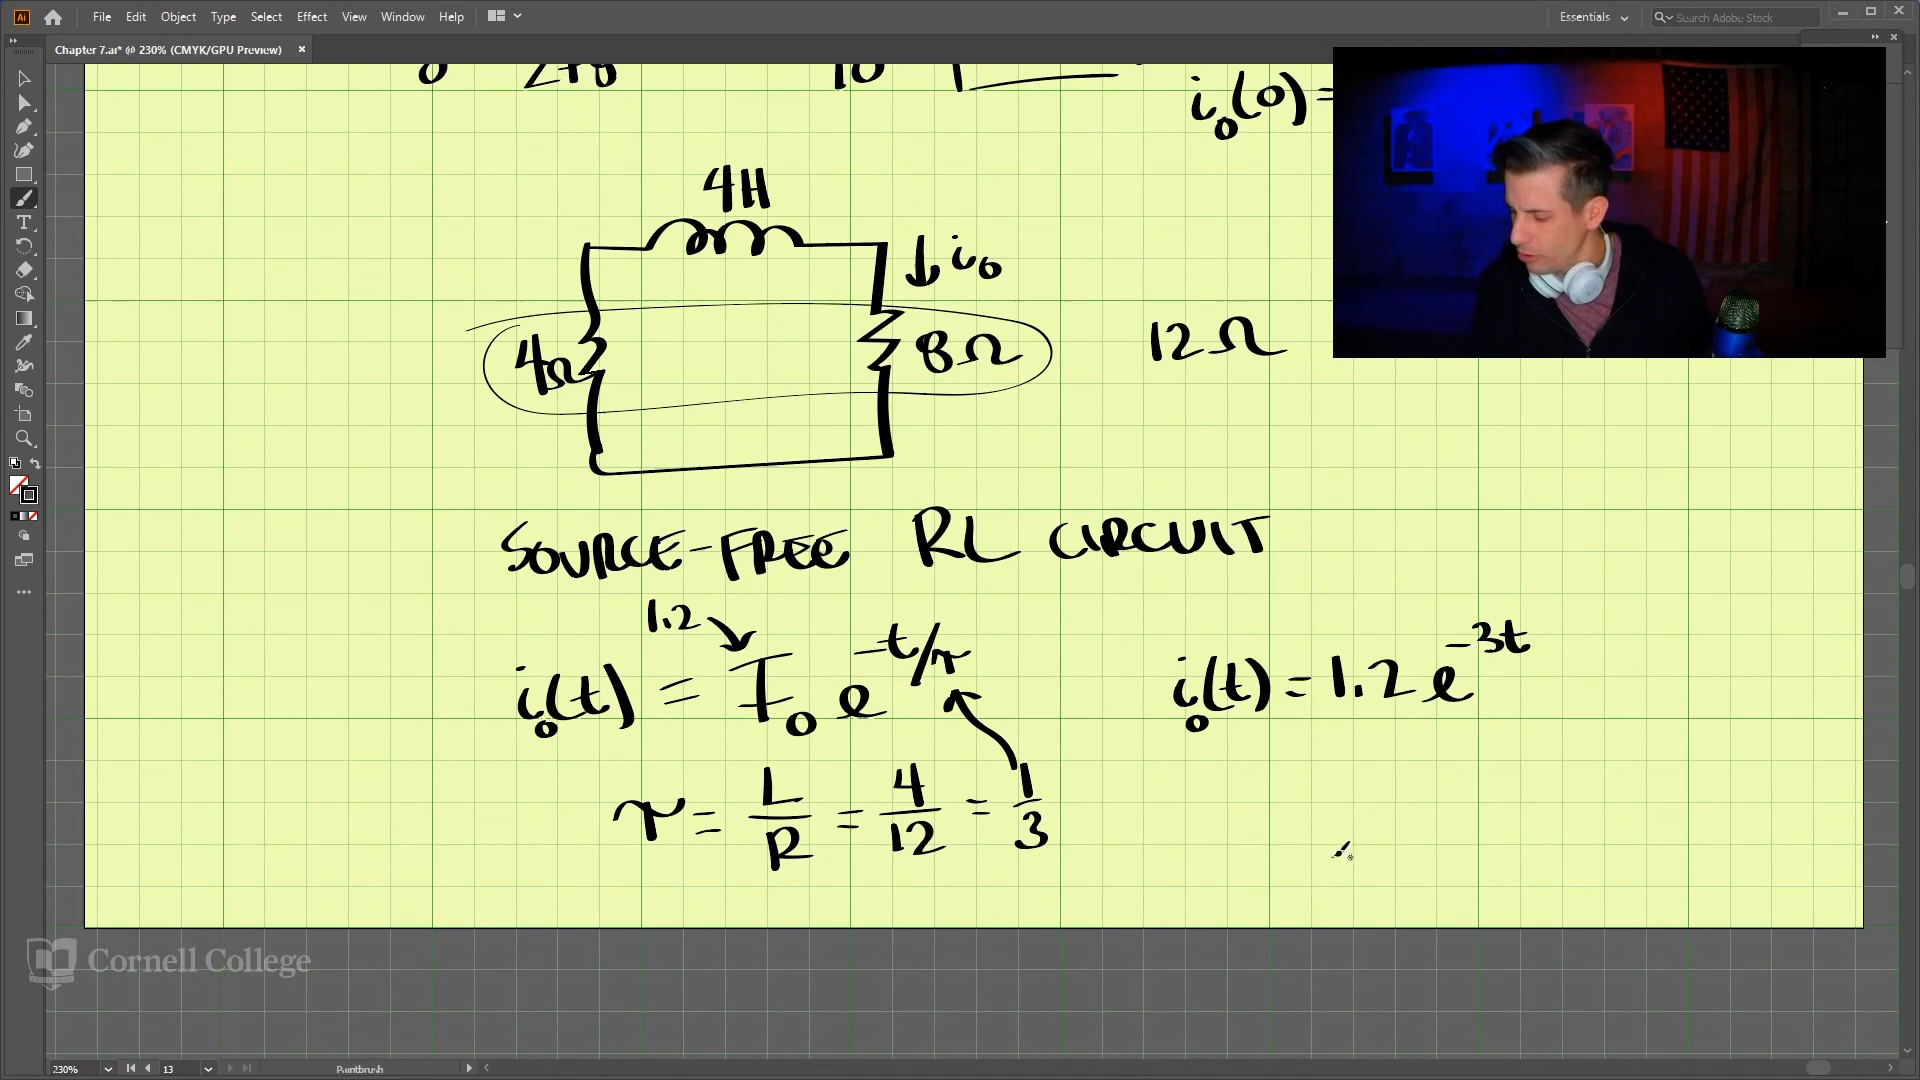 File Edit Object Type Select Effect View Window Help
Essentials
Search Adobe Stock
Chapter 7.ai* @ 230% (CMYK/GPU Preview)
i₀(0) =
4H
↓ i₀
4Ω
8Ω
12Ω
SOURCE-FREE RL CIRCUIT
1.2
i₀(t) = I₀ e^-t/τ
i₀(t) = 1.2 e^-3t
τ = L/R = 4/12 = 1/3
Cornell College
230%
13
Paintbrush